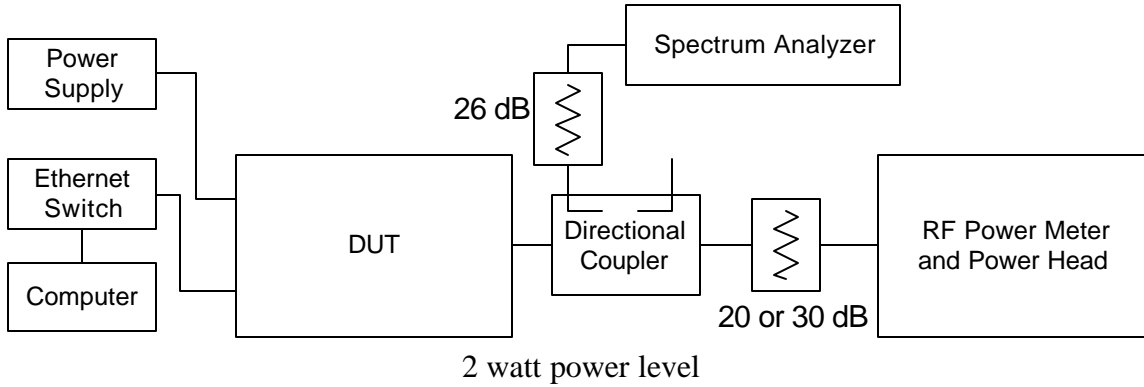 Power
Supply
Spectrum Analyzer
26 dB
Ethernet
Switch
DUT
Directional
Coupler
RF Power Meter
and Power Head
Computer
20 or 30 dB
2 watt power level